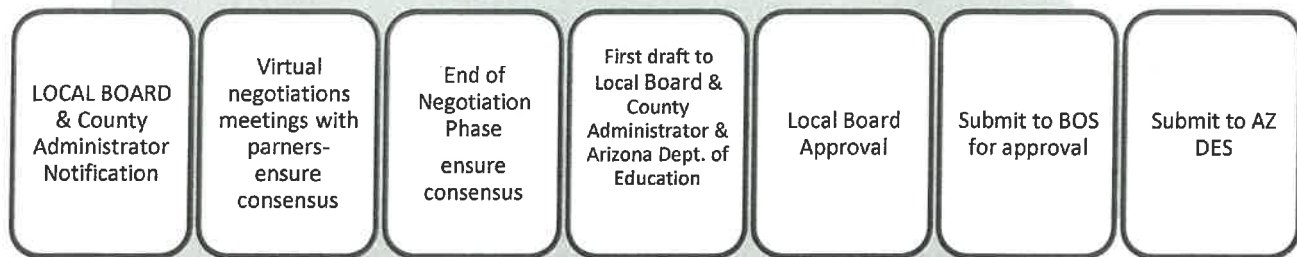 LOCAL BOARD
& County
Administrator
Notification
Virtual
negotiations
meetings with
parners-
ensure
consensus
End of
Negotiation
Phase
ensure
consensus
First draft to
Local Board &
County
Administrator &
Arizona Dept. of
Education
Local Board
Approval
Submit to BOS
for approval
Submit to AZ
DES